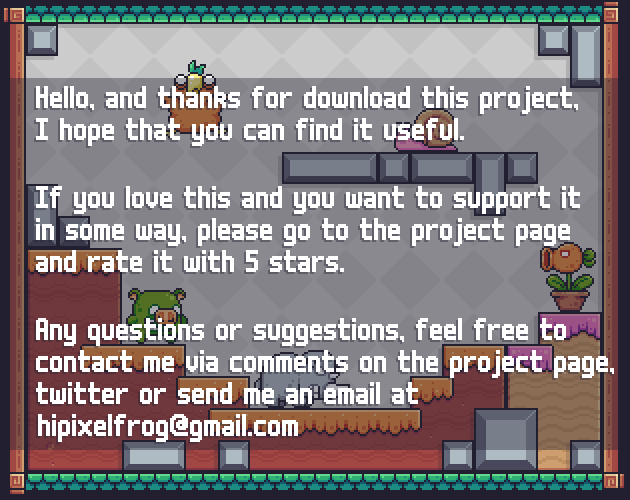 Hello, and thanks for download this project,
I hope that you can find it useful.
If you love this and you want to support it
in some way, please go to the project page
and rate it with 5 stars.
Any questions or suggestions, feel free to
contact me via comments on the project page,
twitter or send me an email at
hipixelfrog@gmail.com